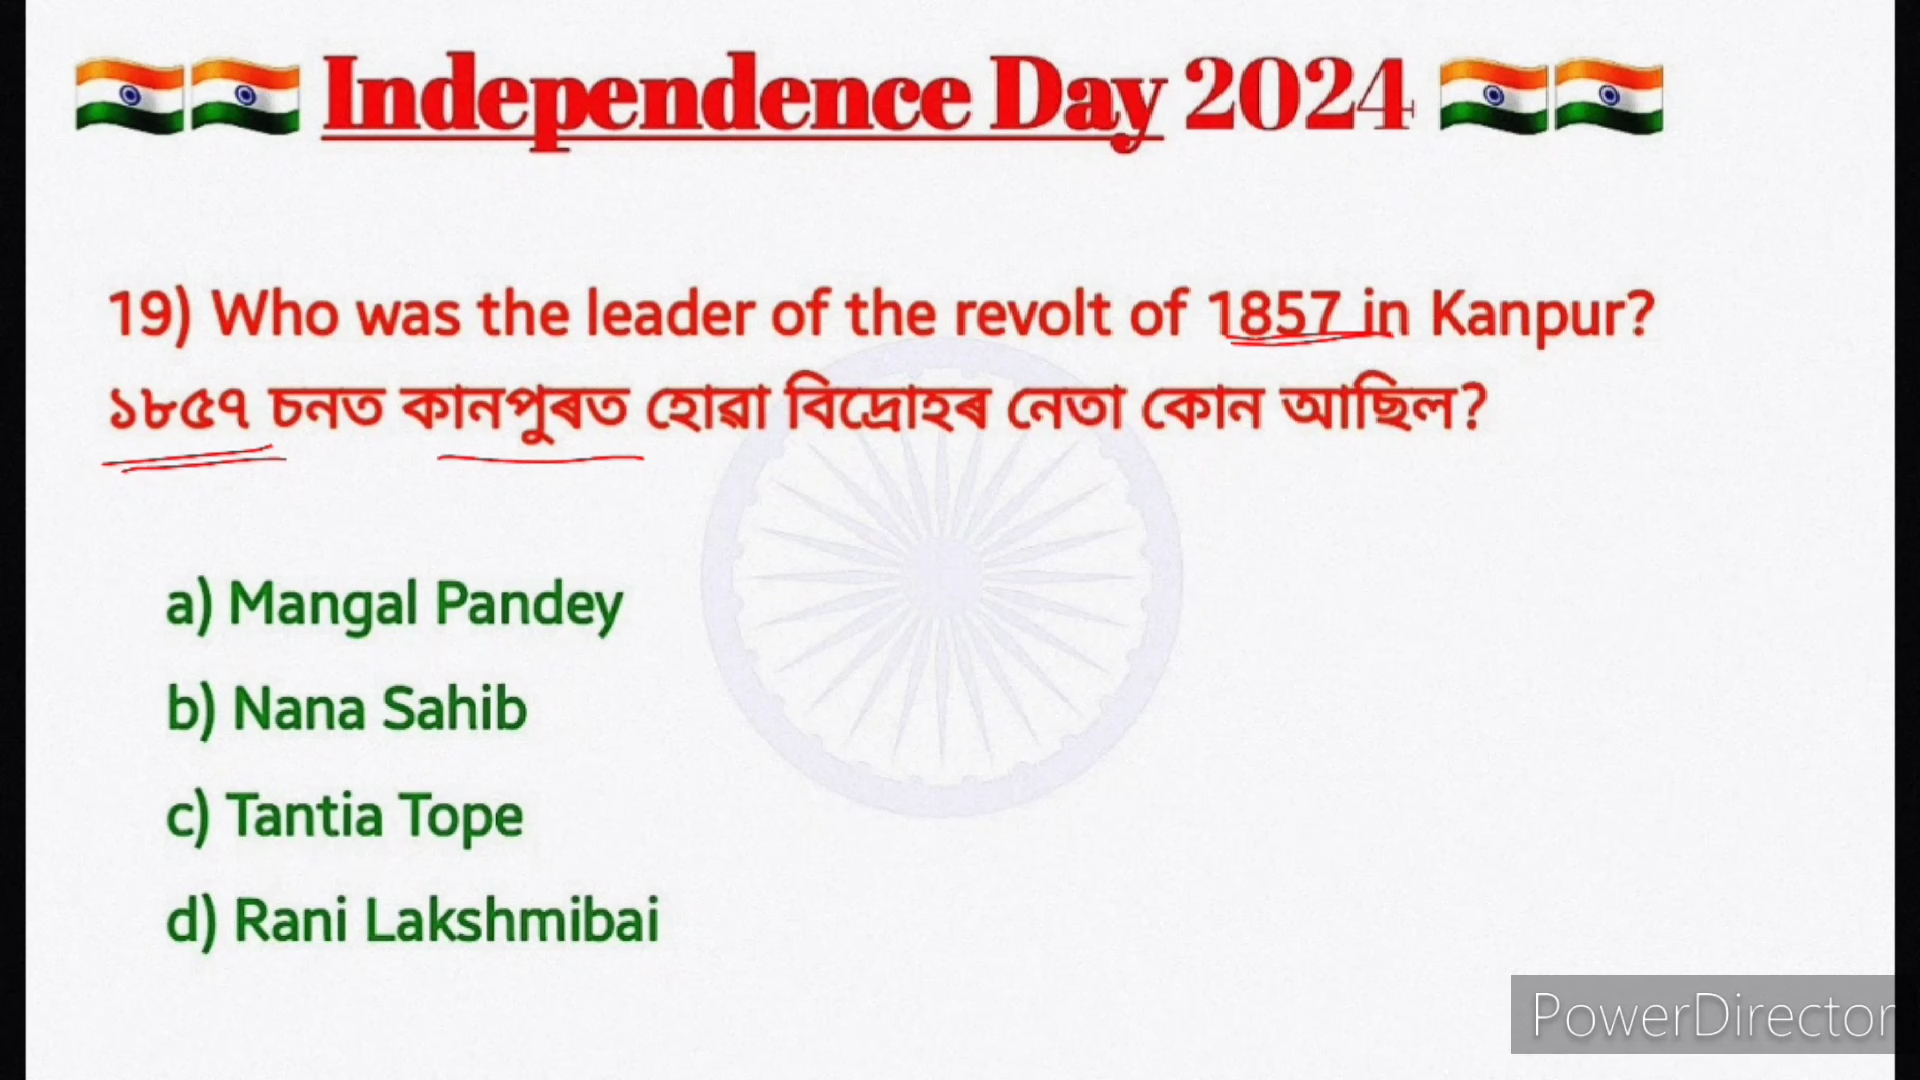 🇮🇳🇮🇳 Independence Day 2024 🇮🇳🇮🇳
19) Who was the leader of the revolt of 1857 in Kanpur?
১৮৫৭ চনত কানপুৰত হোৱা বিদ্ৰোহৰ নেতা কোন আছিল?
a) Mangal Pandey
b) Nana Sahib
c) Tantia Tope
d) Rani Lakshmibai
PowerDirector